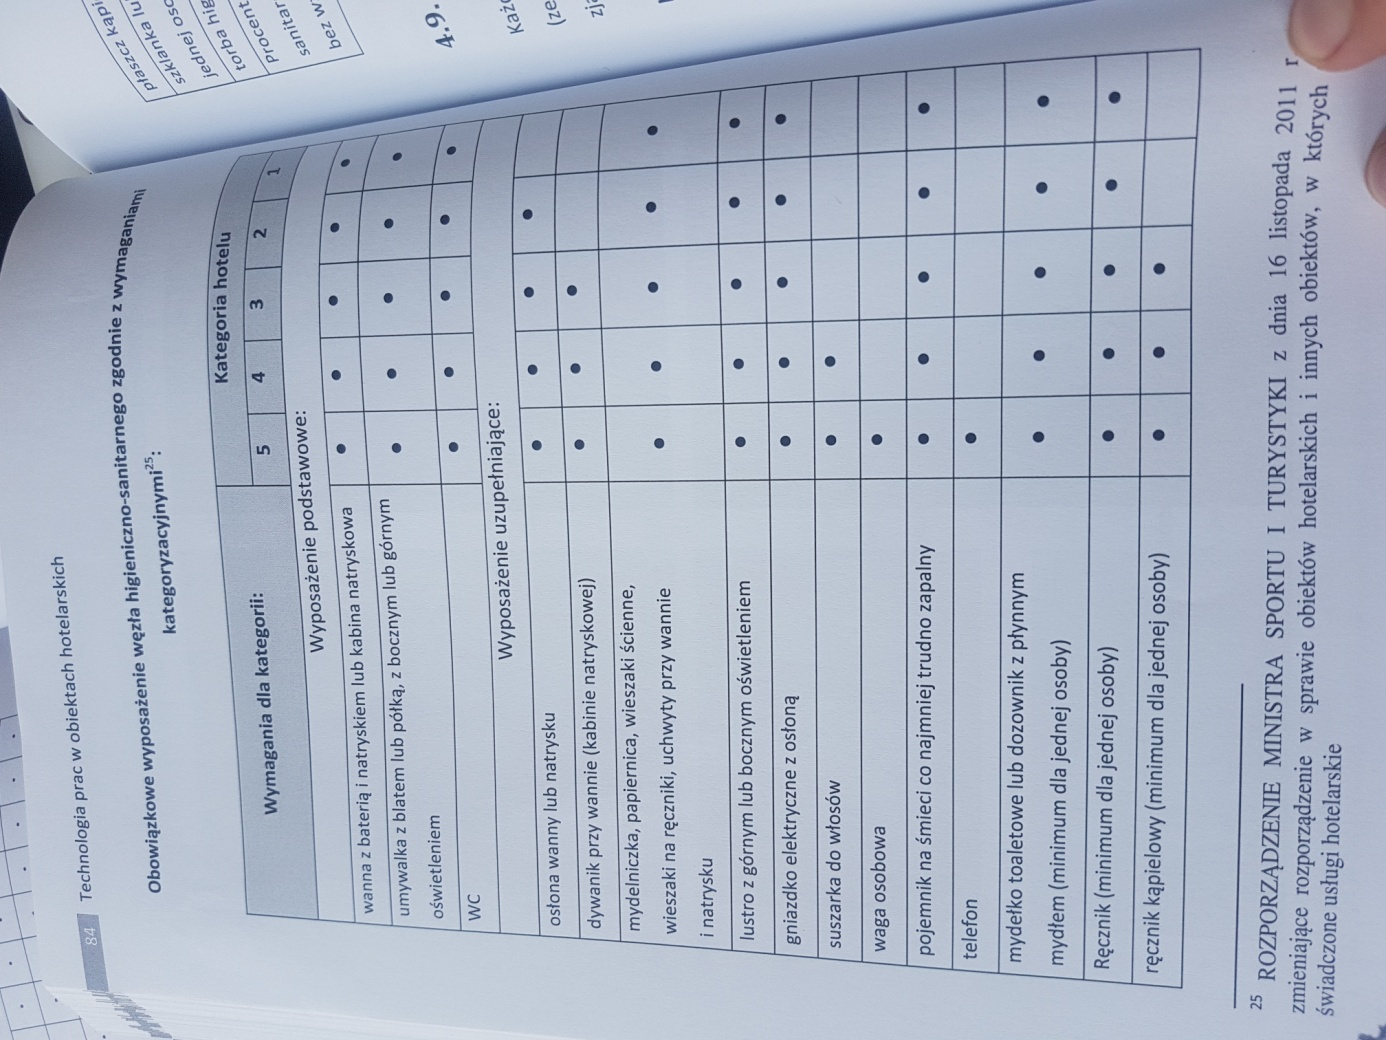 84 Technologia prac w obiektach hotelarskich
Obowiązkowe wyposażenie węzła higieniczno-sanitarnego zgodnie z wymaganiami
kategoryzacyjnymi25:
Wymagania dla kategorii: Kategoria hotelu
5 4 3 2 1
Wyposażenie podstawowe:
wanna z baterią i natryskiem lub kabina natryskowa • • • • •
umywalka z blatem lub półką, z bocznym lub górnym • • • • •
oświetleniem
WC • • • • •
Wyposażenie uzupełniające:
osłona wanny lub natrysku • • • •
dywanik przy wannie (kabinie natryskowej) • • •
mydelniczka, papiernica, wieszaki ścienne,
wieszaki na ręczniki, uchwyty przy wannie • • • • •
i natrysku
lustro z górnym lub bocznym oświetleniem • • • • •
gniazdko elektryczne z osłoną • • • • •
suszarka do włosów • •
waga osobowa •
pojemnik na śmieci co najmniej trudno zapalny • • • • •
telefon •
mydełko toaletowe lub dozownik z płynnym • • • • •
mydłem (minimum dla jednej osoby)
Ręcznik (minimum dla jednej osoby) • • • • •
ręcznik kąpielowy (minimum dla jednej osoby) • • •
25 ROZPORZĄDZENIE MINISTRA SPORTU I TURYSTYKI z dnia 16 listopada 2011 r
zmieniające rozporządzenie w sprawie obiektów hotelarskich i innych obiektów, w których
świadczone usługi hotelarskie
płaszcz kąpi
szklanka lu
jednej oso
torba hig
Procent
sanitar
bez w
4.9.
Każd
(ze